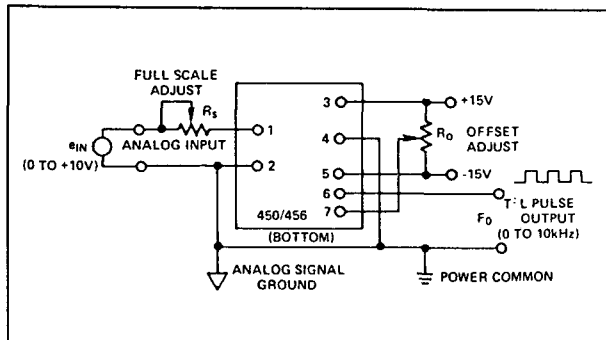 FULL SCALE
ADJUST
Rs
ANALOG INPUT
eIN
(0 TO +10V)
1
2
3
4
5
6
7
450/456
(BOTTOM)
+15V
RO
OFFSET
ADJUST
-15V
PULSE
OUTPUT
FO
(0 TO 10kHz)
ANALOG SIGNAL
GROUND
POWER COMMON